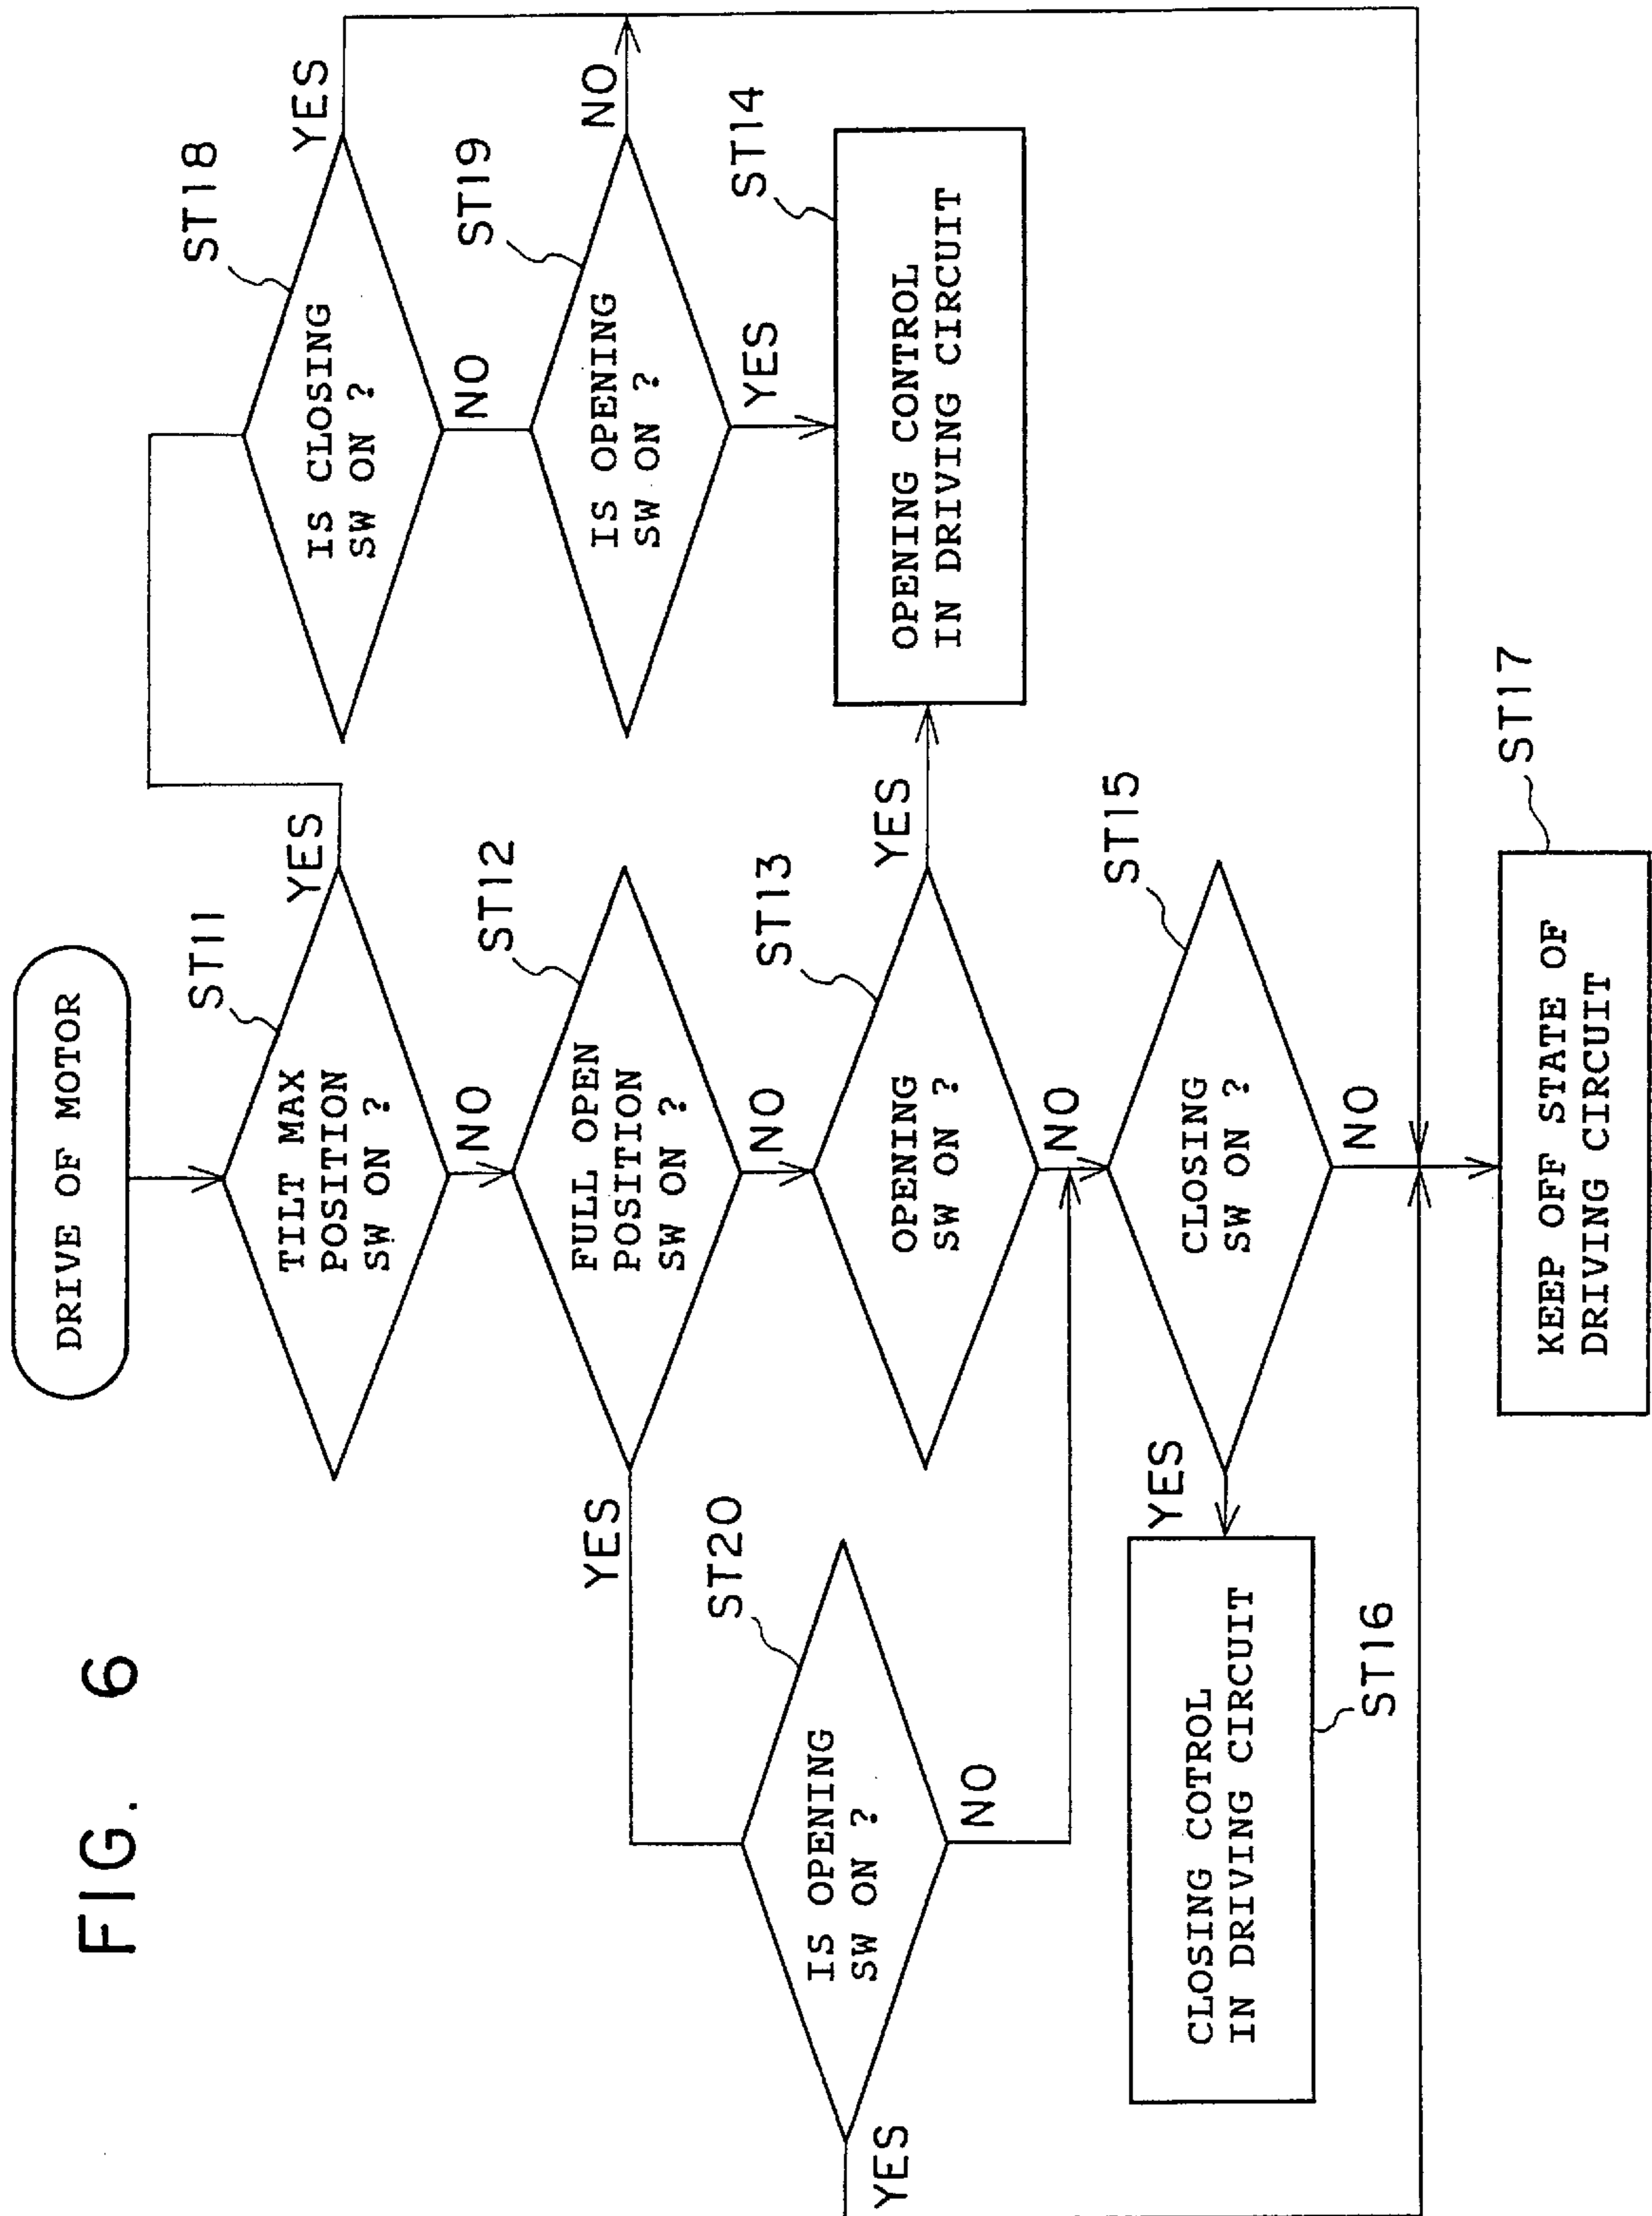 FIG. 6
DRIVE OF MOTOR
ST11
TILT MAX
POSITION
SW ON ?
YES
NO
ST18
IS CLOSING
SW ON ?
YES
NO
ST12
FULL OPEN
POSITION
SW ON ?
YES
NO
ST19
IS OPENING
SW ON ?
NO
YES
ST20
IS OPENING
SW ON ?
YES
NO
ST13
OPENING
SW ON ?
YES
NO
ST14
OPENING CONTROL
IN DRIVING CIRCUIT
ST15
CLOSING
SW ON ?
YES
NO
CLOSING COTROL
IN DRIVING CIRCUIT
ST16
ST17
KEEP OFF STATE OF
DRIVING CIRCUIT